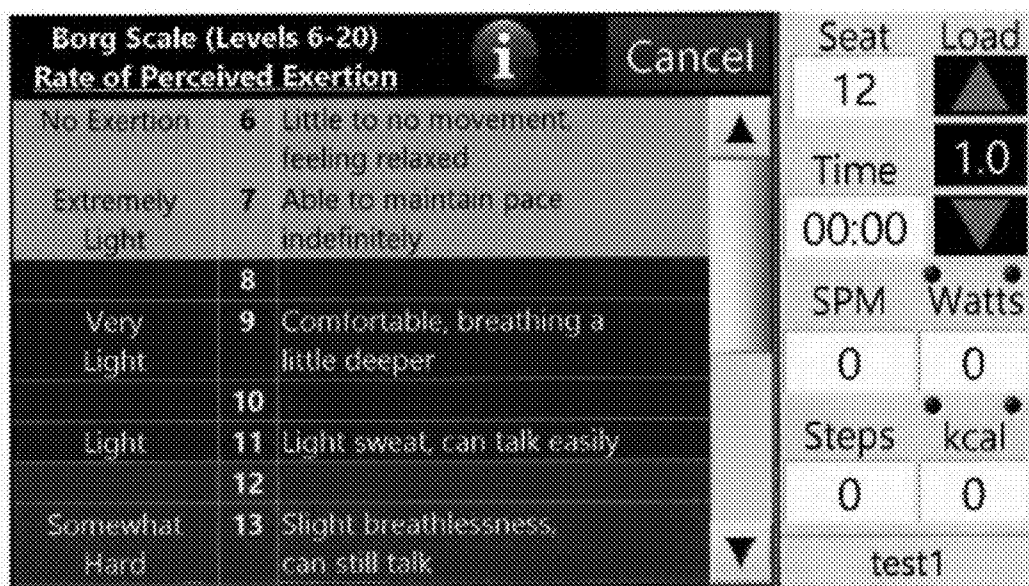 Borg Scale (Levels 6-20)
Rate of Perceived Exertion
i
Cancel
No Exertion 6 Little to no movement,
feeling relaxed
Extremely 7 Able to maintain pace
Light indefinitely
8
Very 9 Comfortable, breathing a
Light little deeper
10
Light 11 Light sweat, can talk easily
12
Somewhat 13 Slight breathlessness,
Hard can still talk
Seat Load
12
1.0
Time
00:00
SPM Watts
0 0
Steps kcal
0 0
test1